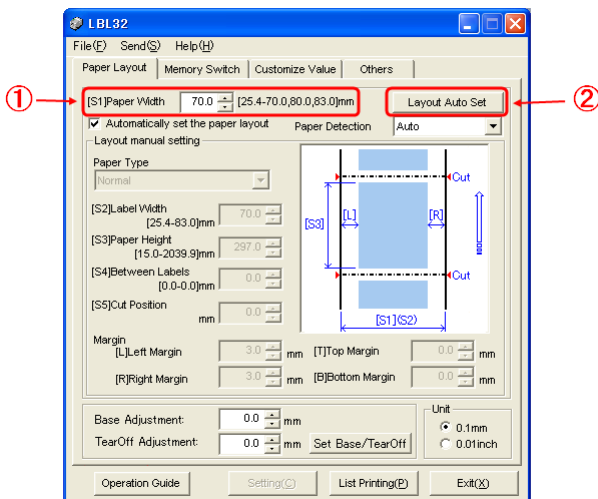 LBL32
File(F) Send(S) Help(H)
Paper Layout Memory Switch Customize Value Others
① [S1]Paper Width 70.0 [25.4-70.0,80.0,83.0]mm Layout Auto Set ②
Automatically set the paper layout Paper Detection Auto
Layout manual setting
Paper Type
Normal
[S2]Label Width 70.0
[25.4-83.0]mm
[S3]Paper Height 297.0
[15.0-2039.9]mm
[S4]Between Labels 0.0
[0.0-0.0]mm
[S5]Cut Position 0.0
mm
Cut
[S3] [L] [R]
Cut
[S1](S2)
Margin
[L]Left Margin 3.0 mm [T]Top Margin 0.0 mm
[R]Right Margin 3.0 mm [B]Bottom Margin 0.0 mm
Base Adjustment: 0.0 mm
TearOff Adjustment: 0.0 mm Set Base/TearOff
Unit
0.1mm
0.01inch
Operation Guide Setting(C) List Printing(P) Exit(X)